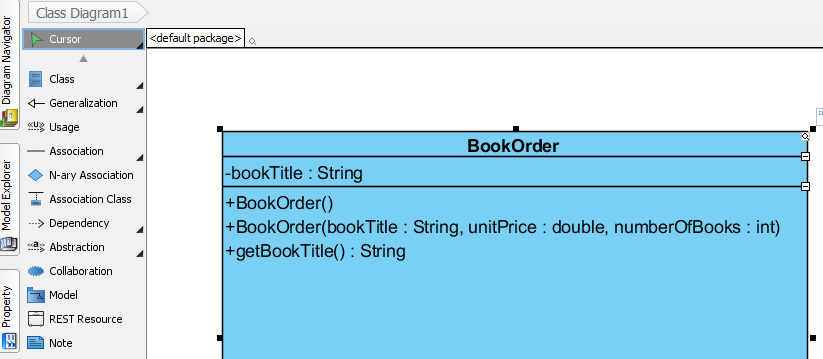 Class Diagram1
Diagram Navigator
Cursor
<default package>
Class
Generalization
«u» Usage
Association
N-ary Association
Association Class
Dependency
«a» Abstraction
Collaboration
Model
REST Resource
Note
Model Explorer
Property
BookOrder
-bookTitle : String
+BookOrder()
+BookOrder(bookTitle : String, unitPrice : double, numberOfBooks : int)
+getBookTitle() : String